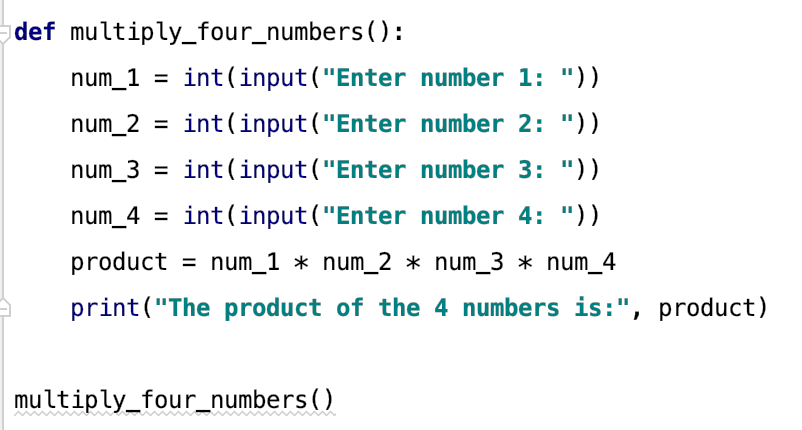 def multiply_four_numbers():
    num_1 = int(input("Enter number 1: "))
    num_2 = int(input("Enter number 2: "))
    num_3 = int(input("Enter number 3: "))
    num_4 = int(input("Enter number 4: "))
    product = num_1 * num_2 * num_3 * num_4
    print("The product of the 4 numbers is:", product)
multiply_four_numbers()